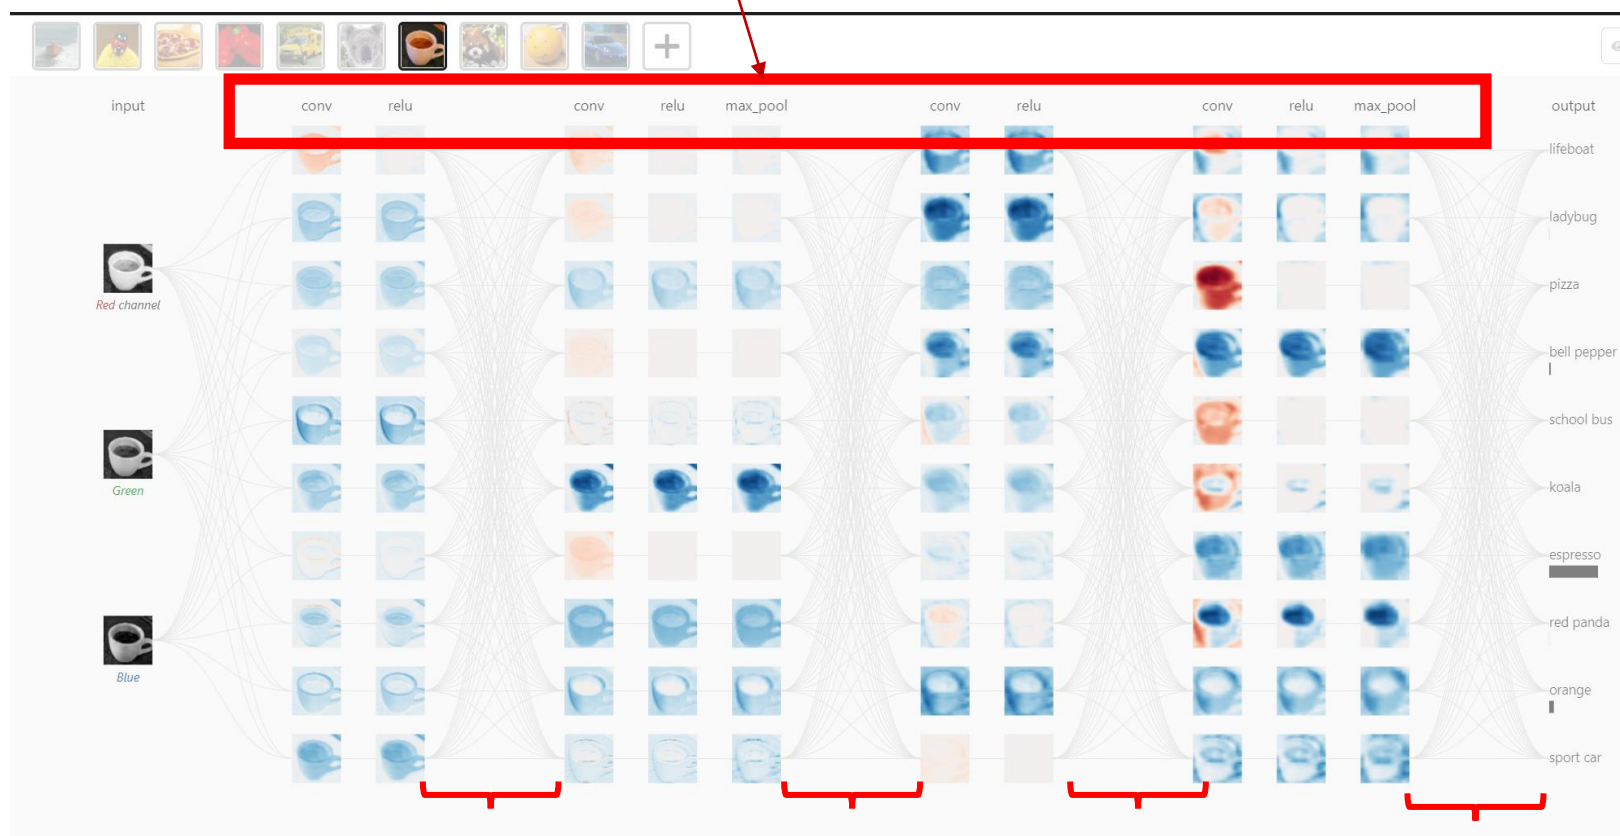 input conv relu conv relu max_pool conv relu conv relu max_pool output
lifeboat
ladybug
Red channel
pizza
bell pepper
school bus
Green
koala
espresso
red panda
Blue
orange
sport car